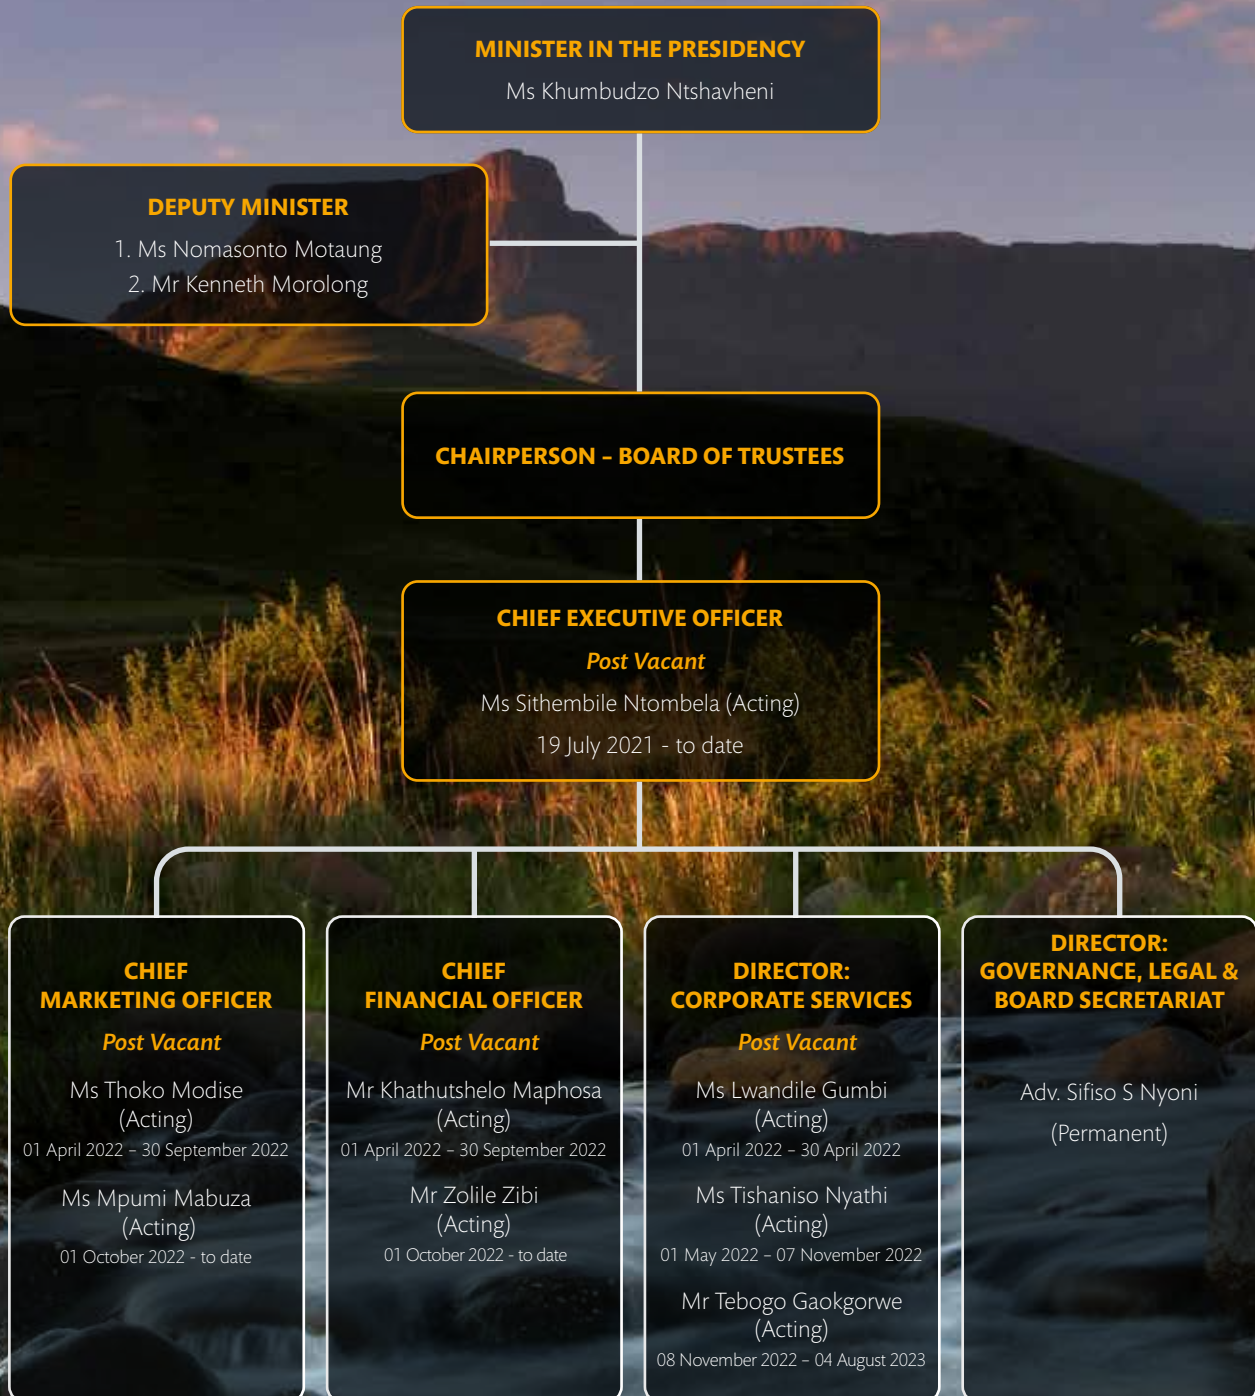 MINISTER IN THE PRESIDENCY
Ms Khumbudzo Ntshavheni
DEPUTY MINISTER
1. Ms Nomasonto Motaung
2. Mr Kenneth Morolong
CHAIRPERSON – BOARD OF TRUSTEES
CHIEF EXECUTIVE OFFICER
Post Vacant
Ms Sithembile Ntombela (Acting)
19 July 2021 - to date
CHIEF
MARKETING OFFICER
Post Vacant
Ms Thoko Modise
(Acting)
01 April 2022 – 30 September 2022
Ms Mpumi Mabuza
(Acting)
01 October 2022 - to date
CHIEF
FINANCIAL OFFICER
Post Vacant
Mr Khathutshelo Maphosa
(Acting)
01 April 2022 – 30 September 2022
Mr Zolile Zibi
(Acting)
01 October 2022 - to date
DIRECTOR:
CORPORATE SERVICES
Post Vacant
Ms Lwandile Gumbi
(Acting)
01 April 2022 – 30 April 2022
Ms Tishaniso Nyathi
(Acting)
01 May 2022 – 07 November 2022
Mr Tebogo Gaokgorwe
(Acting)
08 November 2022 – 04 August 2023
DIRECTOR:
GOVERNANCE, LEGAL &
BOARD SECRETARIAT
Adv. Sifiso S Nyoni
(Permanent)